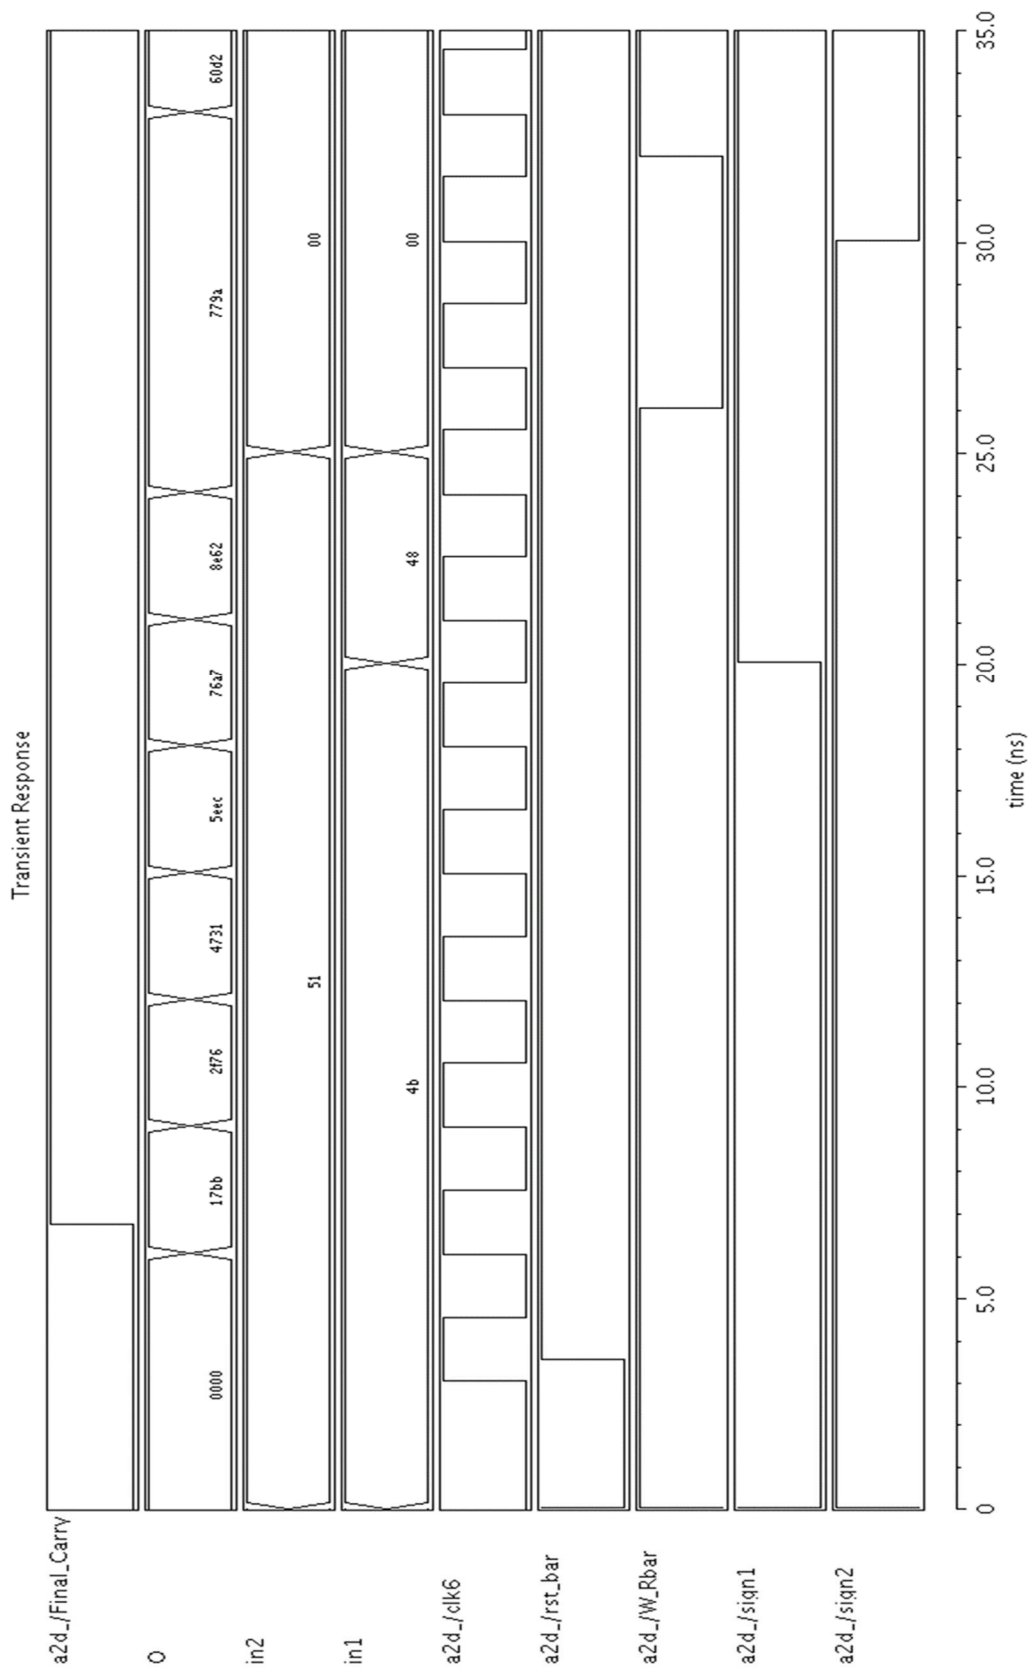 Transient Response
a2d_/Final_Carry
O
0000
17bb
2f76
4731
5eec
76a7
8e62
779a
60d2
in2
51
00
in1
4b
48
00
a2d_/clk6
a2d_/rst_bar
a2d_/W_Rbar
a2d_/sign1
a2d_/sign2
0
5.0
10.0
15.0
20.0
25.0
30.0
35.0
time (ns)